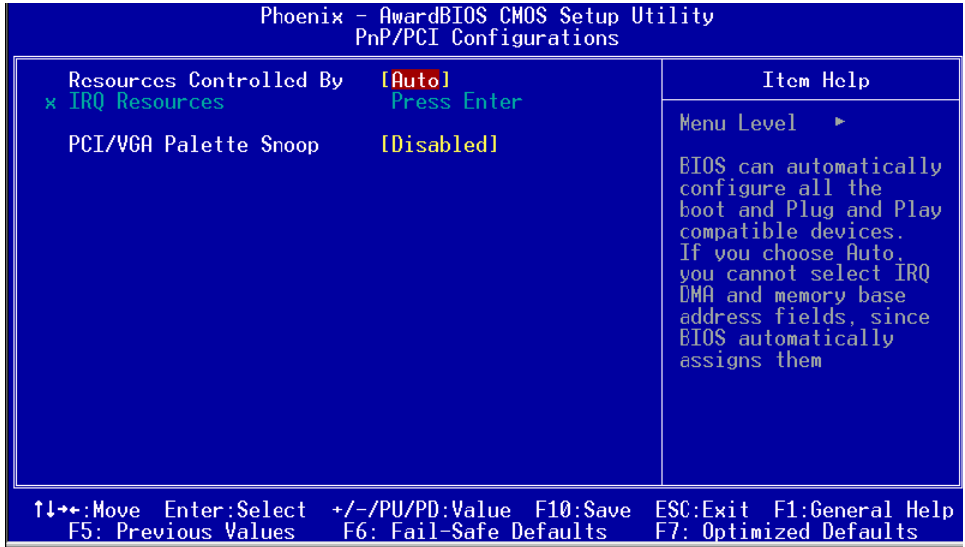 Phoenix - AwardBIOS CMOS Setup Utility
PnP/PCI Configurations
Resources Controlled By [Auto]
x IRQ Resources Press Enter
PCI/VGA Palette Snoop [Disabled]
Item Help
Menu Level ►
BIOS can automatically
configure all the
boot and Plug and Play
compatible devices.
If you choose Auto,
you cannot select IRQ
DMA and memory base
address fields, since
BIOS automatically
assigns them
↑↓→←:Move Enter:Select +/-/PU/PD:Value F10:Save ESC:Exit F1:General Help
F5: Previous Values F6: Fail-Safe Defaults F7: Optimized Defaults